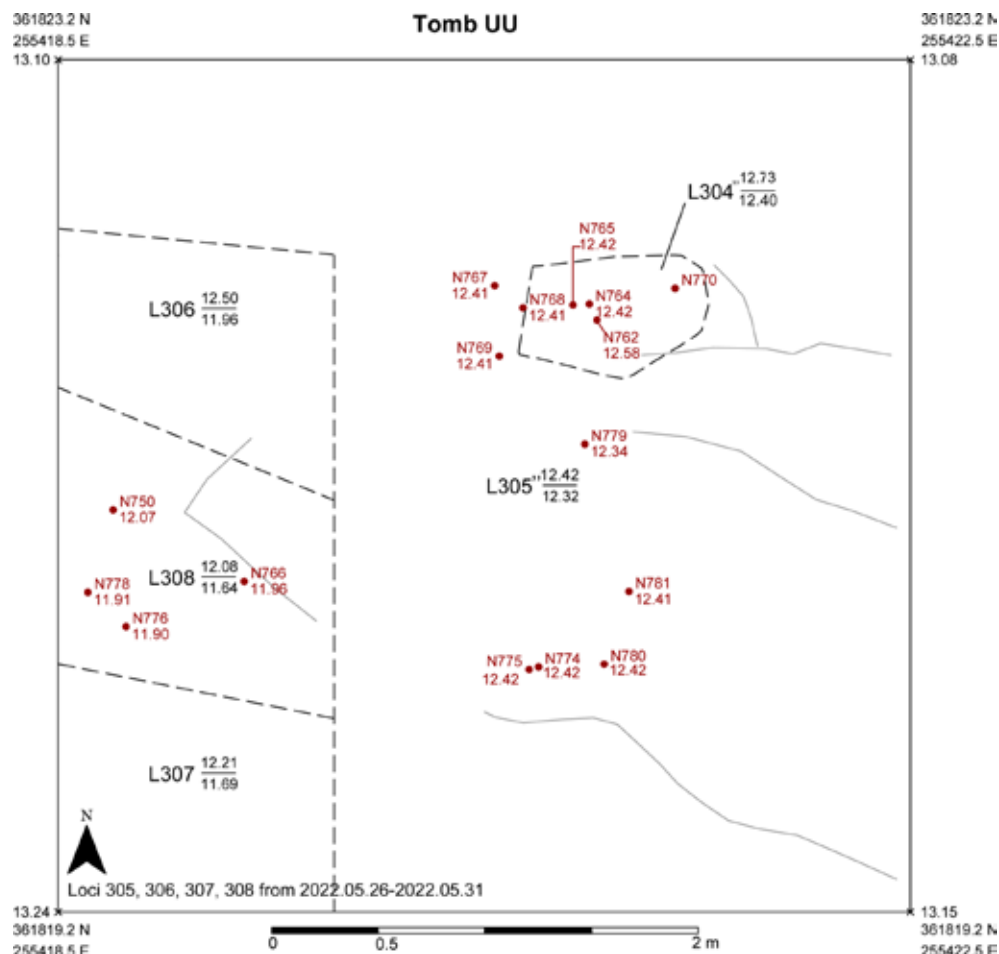 361823.2 N
255418.5 E
13.10
Tomb UU
361823.2 N
255422.5 E
13.08
L304" 12.73
12.40
N765
12.42
N767
12.41
N768
12.41
N764
12.42
N770
N762
12.58
N769
12.41
L306 12.50
11.96
N779
12.34
L305" 12.42
12.32
N750
12.07
L308 12.08
11.64
N766
11.96
N778
11.91
N776
11.90
N781
12.41
N775
12.42
N774
12.42
N780
12.42
L307 12.21
11.69
N
Loci 305, 306, 307, 308 from 2022.05.26-2022.05.31
13.24
361819.2 N
255418.5 E
0
0.5
2 m
13.15
361819.2 N
255422.5 E